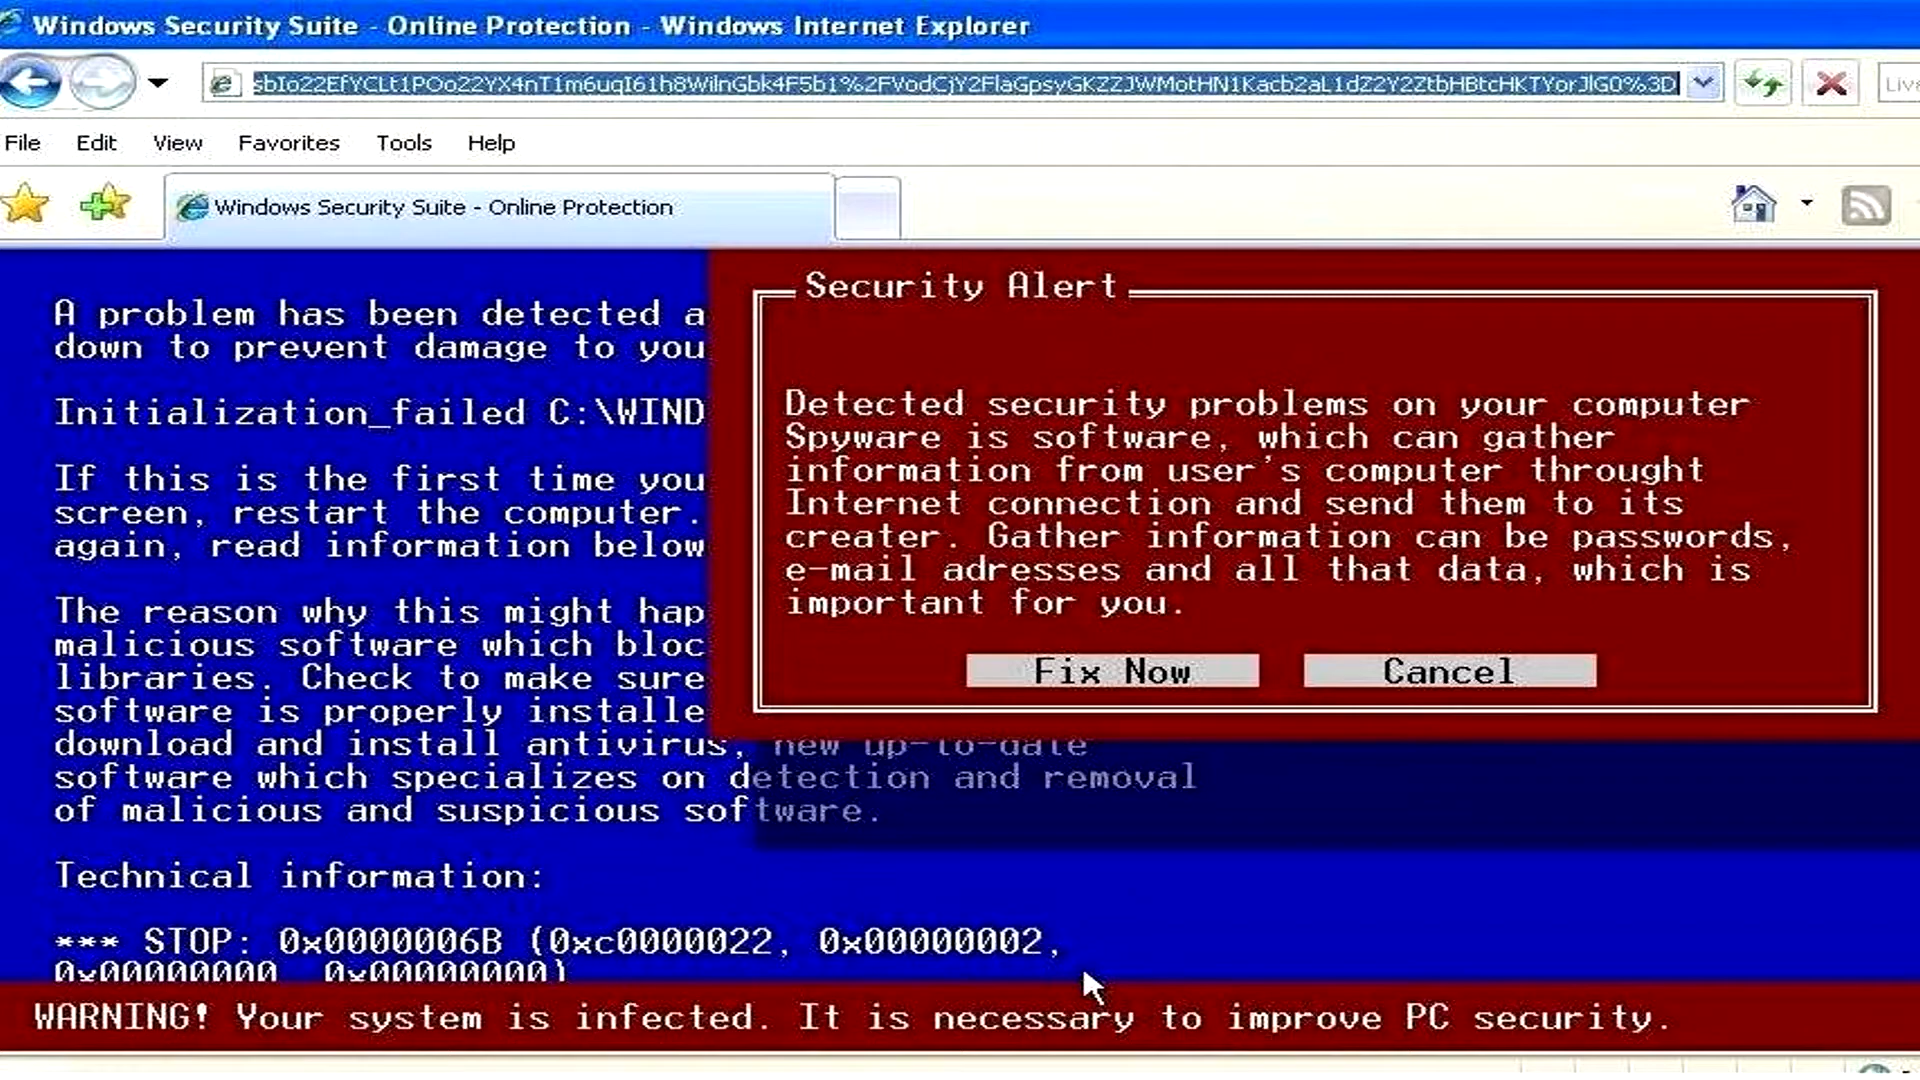 Windows Security Suite - Online Protection - Windows Internet Explorer
File Edit View Favorites Tools Help
Windows Security Suite - Online Protection
A problem has been detected a
down to prevent damage to you
Initialization_failed C:\WIND
If this is the first time you
screen, restart the computer.
again, read information below
The reason why this might hap
malicious software which bloc
libraries. Check to make sure
software is properly installe
download and install antivirus, new up-to-date
software which specializes on detection and removal
of malicious and suspicious software.
Technical information:
*** STOP: 0x0000006B (0xc0000022, 0x00000002,
0x00000000, 0x00000000)
Security Alert
Detected security problems on your computer
Spyware is software, which can gather
information from user's computer throught
Internet connection and send them to its
creater. Gather information can be passwords,
e-mail adresses and all that data, which is
important for you.
Fix Now Cancel
WARNING! Your system is infected. It is necessary to improve PC security.